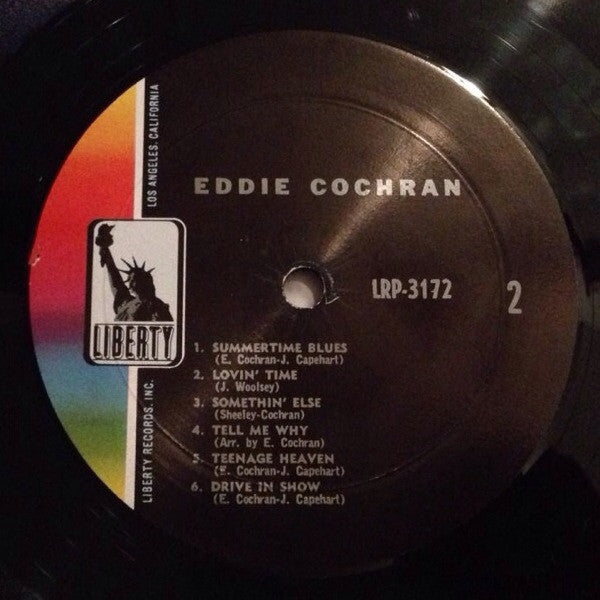 LOS ANGELES, CALIFORNIA
EDDIE COCHRAN
LRP-3172
2
LIBERTY
LIBERTY RECORDS, INC.
1. SUMMERTIME BLUES
(E. Cochran-J. Capehart)
2. LOVIN' TIME
(J. Woolsey)
3. SOMETHIN' ELSE
(Sheeley-Cochran)
4. TELL ME WHY
(Arr. by E. Cochran)
5. TEENAGE HEAVEN
(E. Cochran-J. Capehart)
6. DRIVE IN SHOW
(E. Cochran-J. Capehart)